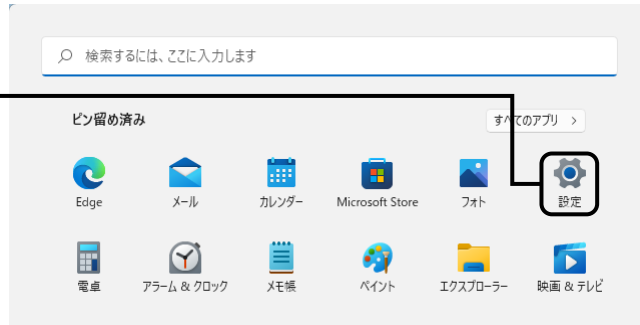 検索するには、ここに入力します
ピン留め済み
すべてのアプリ >
Edge
メール
カレンダー
Microsoft Store
フォト
設定
電卓
アラーム & クロック
メモ帳
ペイント
エクスプローラー
映画 & テレビ